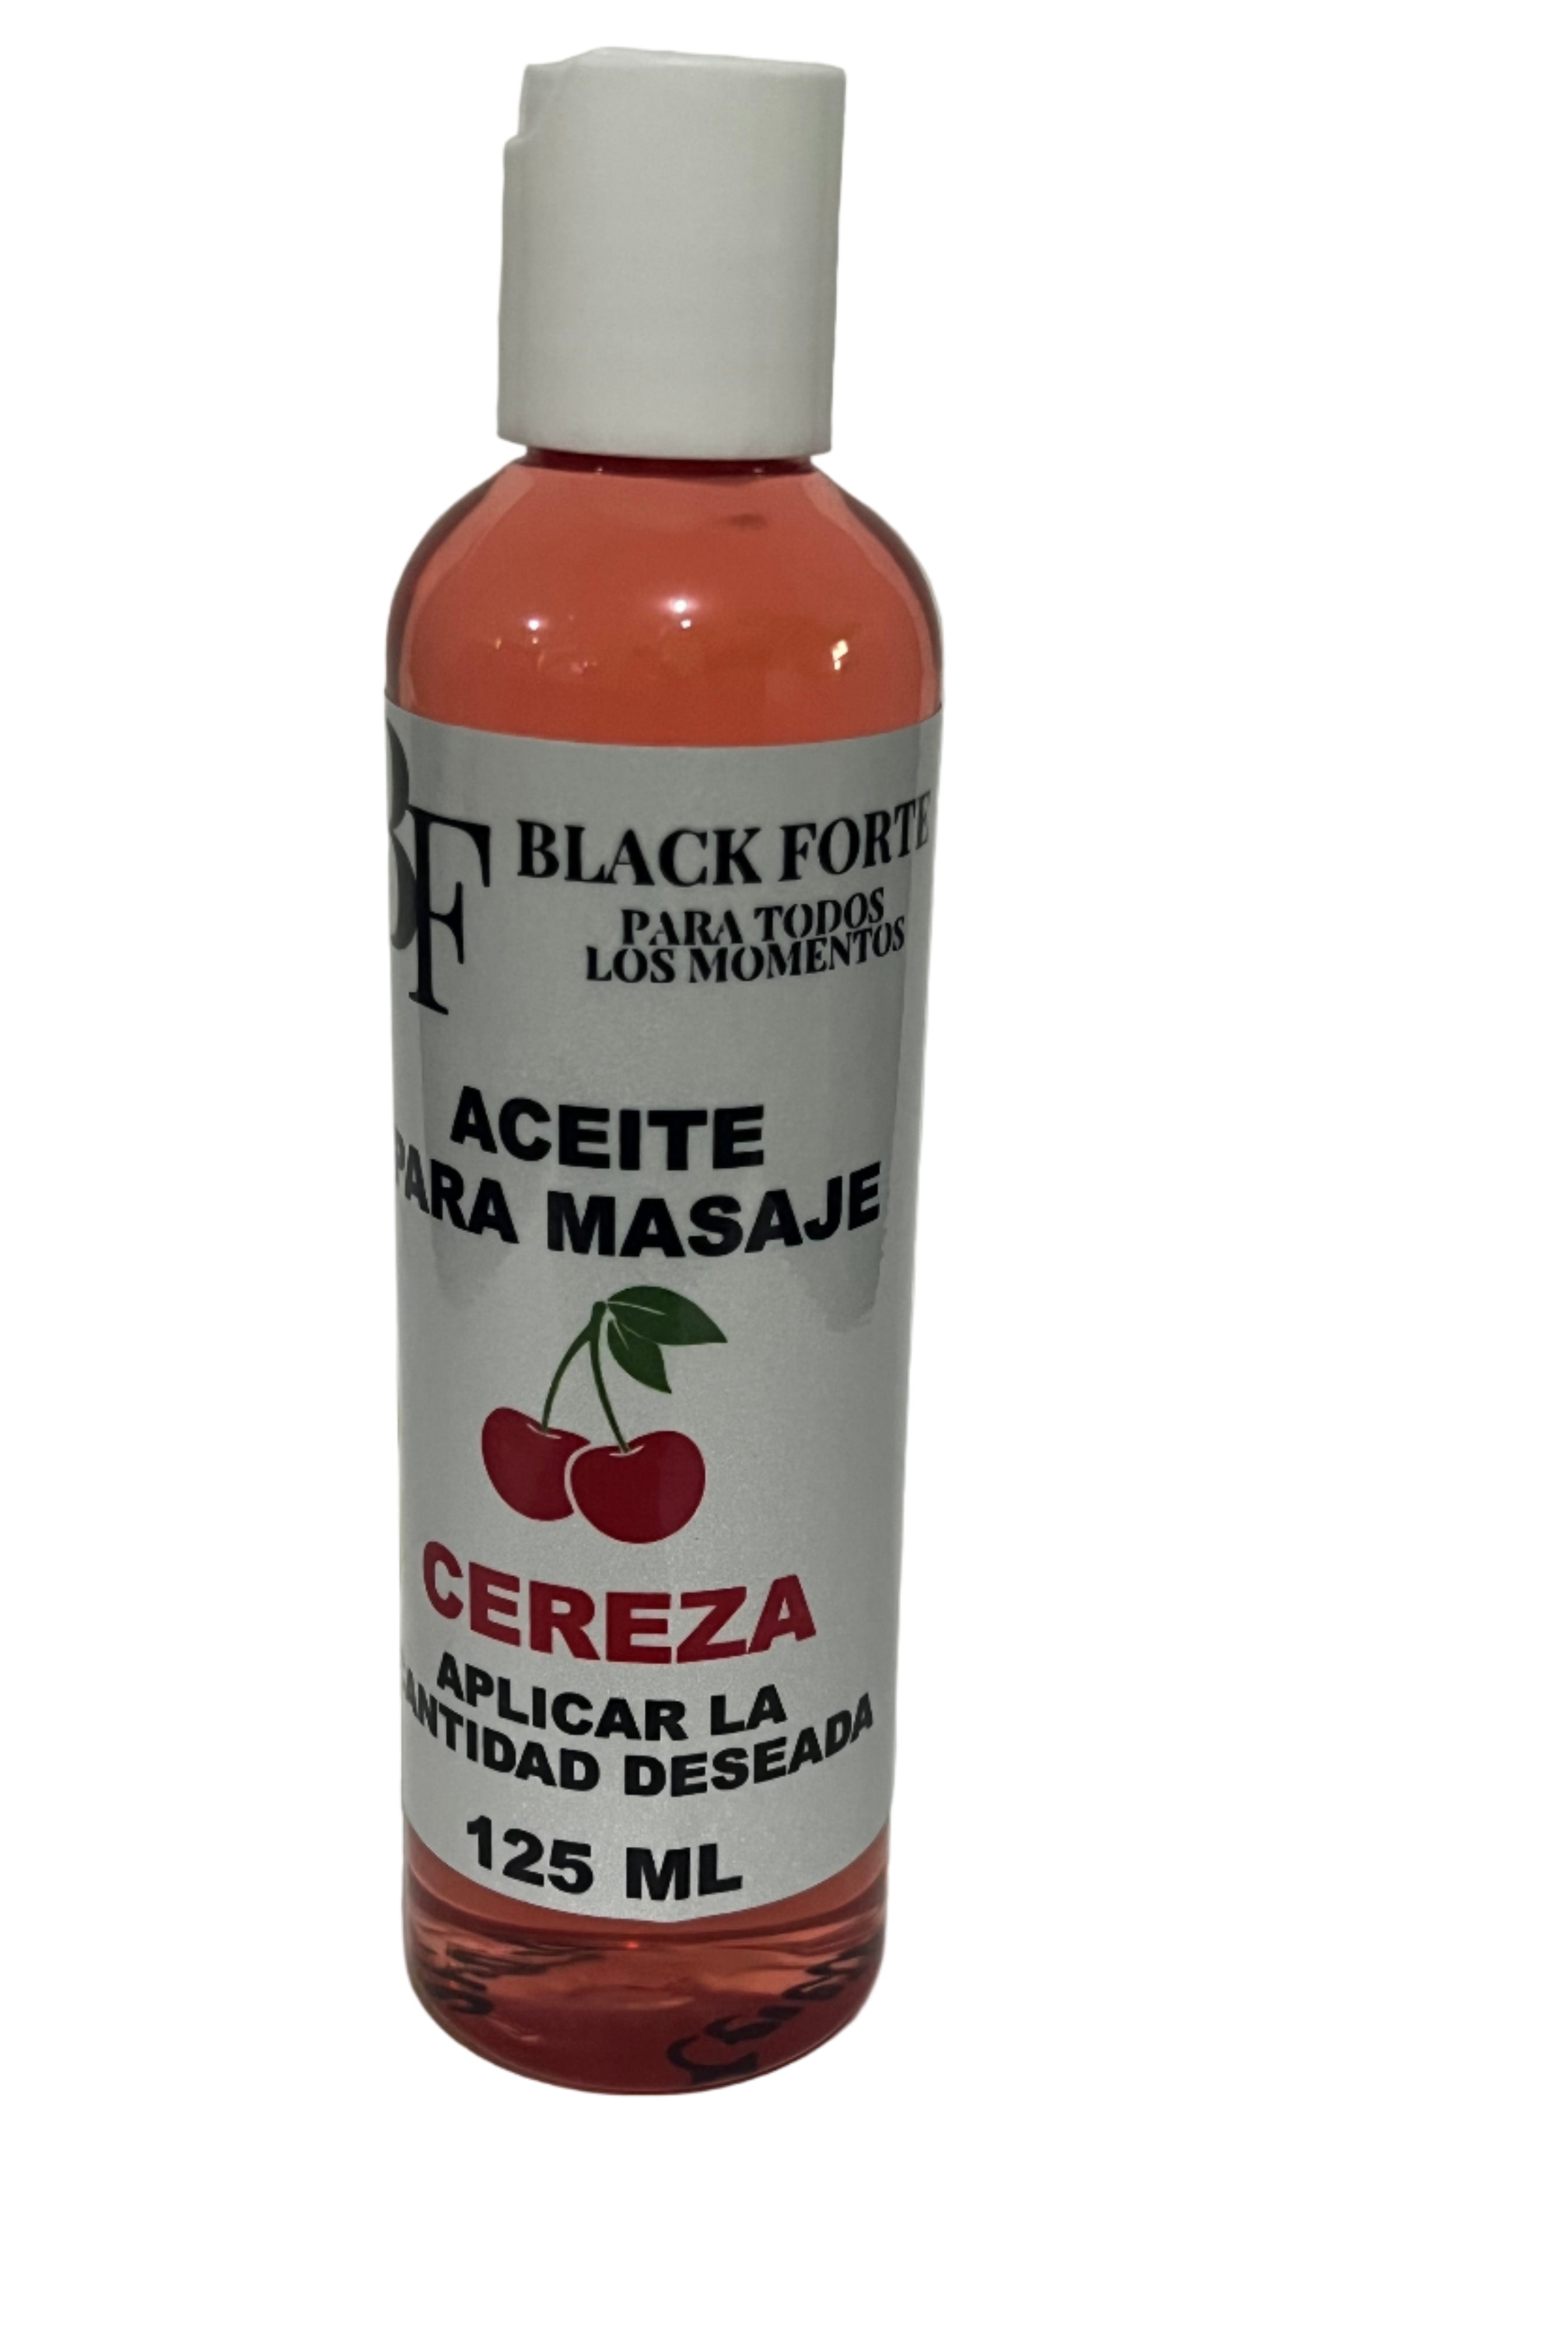 BF
BLACK FORTE
PARA TODOS
LOS MOMENTOS
ACEITE
PARA MASAJE
CEREZA
APLICAR LA
CANTIDAD DESEADA
125 ML